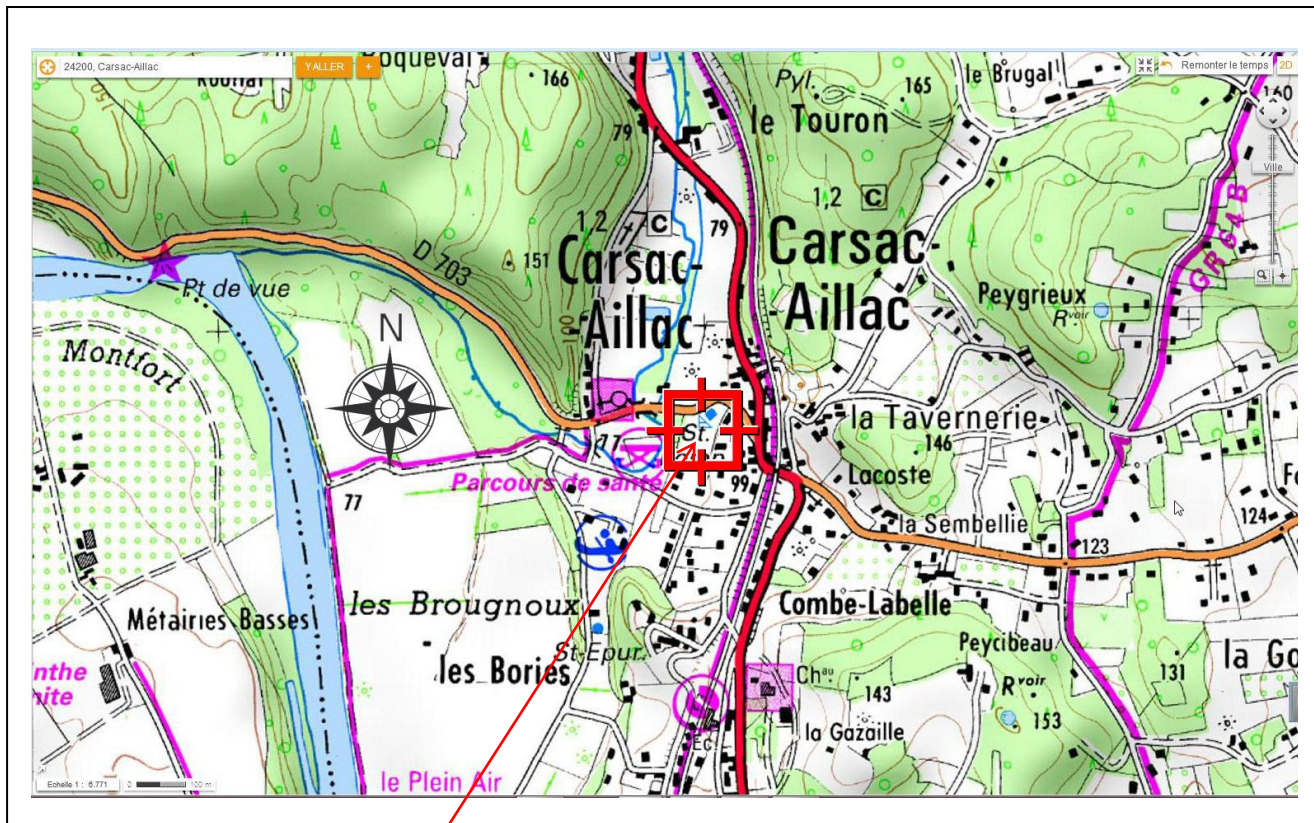 24200, Carsac-Aillac
Y ALLER
+
Remonter le temps
2D
Roqueval
166
Pyl.
165
le Brugal
160
79
le Touron
Ville
1,2 C
1,2 C
79
GR 64 B
D 703
151
Carsac-
-Aillac
Carsac-
-Aillac
Pt de vue
100
Peygrieux
Rvoir
N
Montfort
la Tavernerie
77
St.
146
Parcours de santé
99
Lacoste
77
la Sembellie
124
123
Métairies Basses
les Brougnoux
Combe-Labelle
St-Epur.
les Bories
Peycibeau
131
Chau
143
Rvoir
153
la Gazaille
Ec.
le Plein Air
Echelle 1 : 6,771
0
100 m